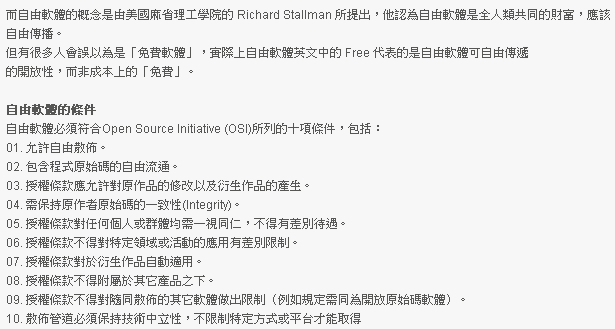 而自由軟體的概念是由美國麻省理工學院的 Richard Stallman 所提出，他認為自由軟體是全人類共同的財富，應該
自由傳播。
但有很多人會誤以為是「免費軟體」，實際上自由軟體英文中的 Free 代表的是自由軟體可自由傳遞
的開放性，而非成本上的「免費」。
自由軟體的條件
自由軟體必須符合Open Source Initiative (OSI)所列的十項條件，包括：
01. 允許自由散佈。
02. 包含程式原始碼的自由流通。
03. 授權條款應允許對原作品的修改以及衍生作品的產生。
04. 需保持原作者原始碼的一致性(Integrity)。
05. 授權條款對任何個人或群體均需一視同仁，不得有差別待遇。
06. 授權條款不得對特定領域或活動的應用有差別限制。
07. 授權條款對於衍生作品自動適用。
08. 授權條款不得附屬於其它產品之下。
09. 授權條款不得對隨同散佈的其它軟體做出限制（例如規定需同為開放原始碼軟體）。
10. 散佈管道必須保持技術中立性，不限制特定方式或平台才能取得